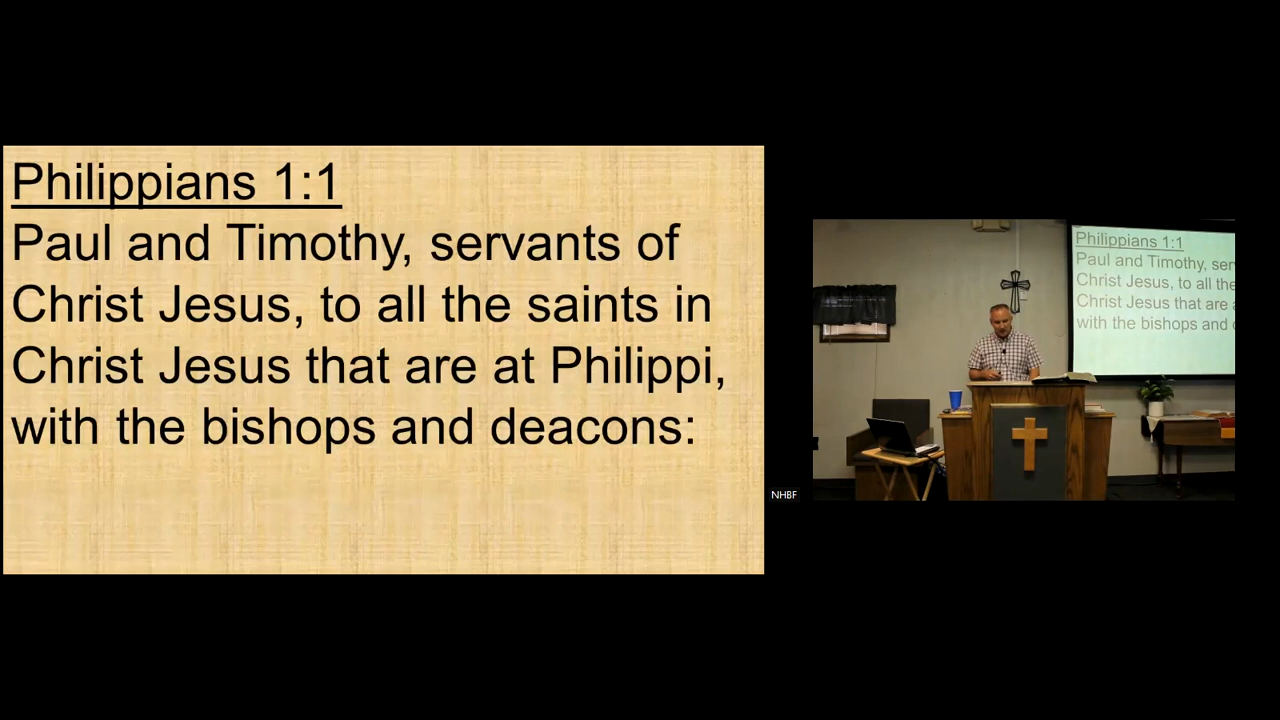 Philippians 1:1
Paul and Timothy, servants of
Christ Jesus, to all the saints in
Christ Jesus that are at Philippi,
with the bishops and deacons:
NHBF
Philippians 1:1
Paul and Timothy, ser
Christ Jesus, to all the
Christ Jesus that are
with the bishops and